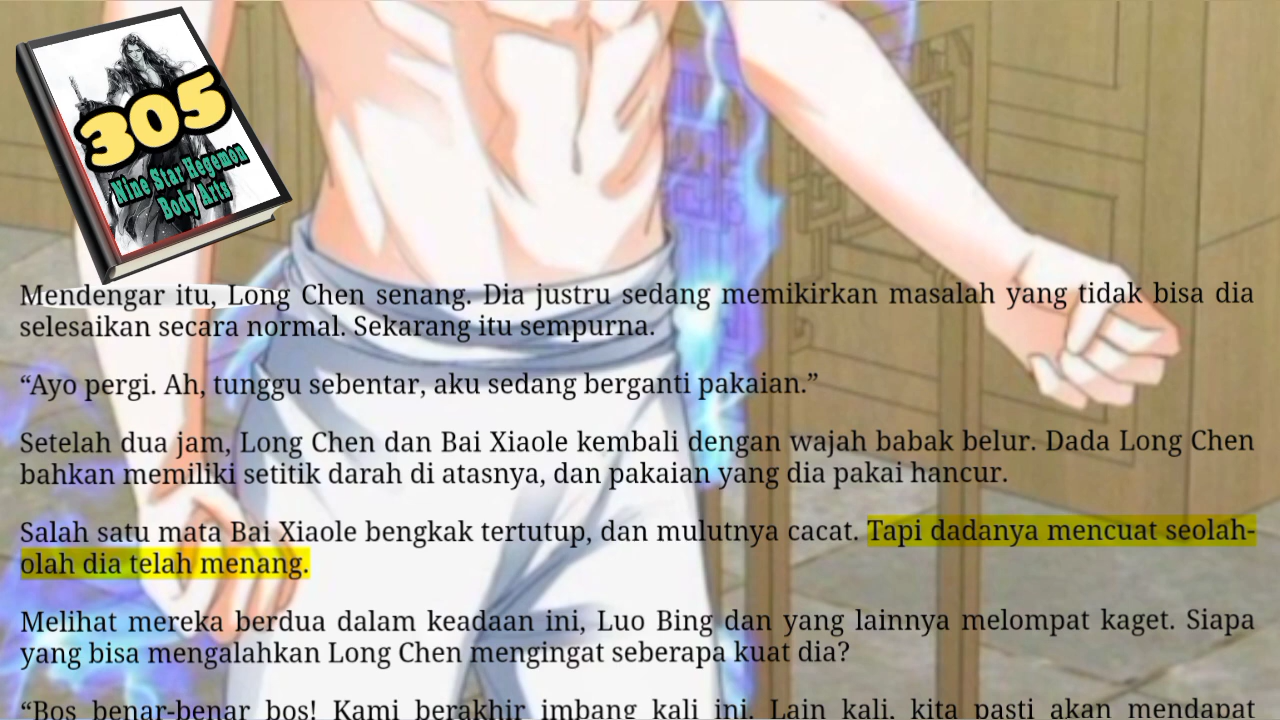 305
Nine Star Hegemon
Body Arts
Mendengar itu, Long Chen senang. Dia justru sedang memikirkan masalah yang tidak bisa dia
selesaikan secara normal. Sekarang itu sempurna.
“Ayo pergi. Ah, tunggu sebentar, aku sedang berganti pakaian.”
Setelah dua jam, Long Chen dan Bai Xiaole kembali dengan wajah babak belur. Dada Long Chen
bahkan memiliki setitik darah di atasnya, dan pakaian yang dia pakai hancur.
Salah satu mata Bai Xiaole bengkak tertutup, dan mulutnya cacat. Tapi dadanya mencuat seolah-
olah dia telah menang.
Melihat mereka berdua dalam keadaan ini, Luo Bing dan yang lainnya melompat kaget. Siapa
yang bisa mengalahkan Long Chen mengingat seberapa kuat dia?
“Bos benar-benar bos! Kami berakhir imbang kali ini. Lain kali, kita pasti akan mendapat